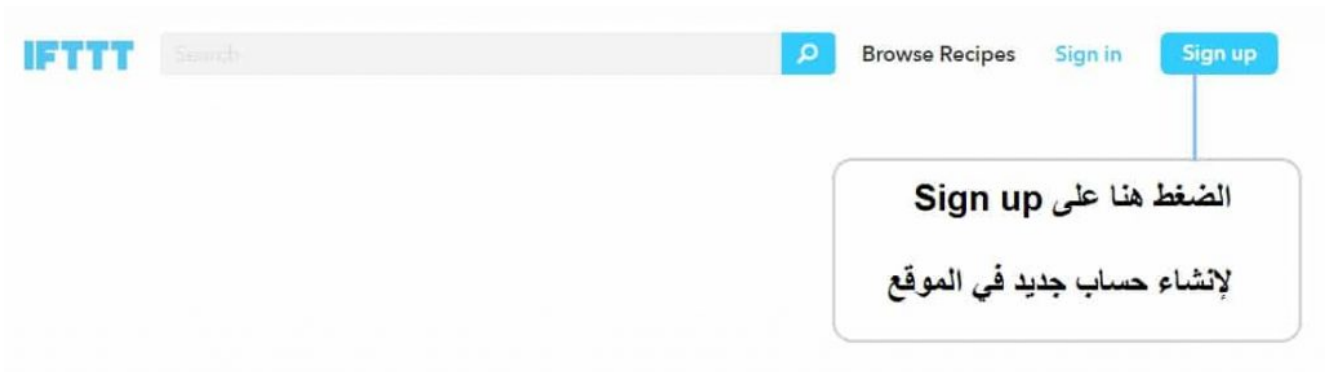 IFTTT Search Browse Recipes Sign in Sign up
الضغط هنا على Sign up
لإنشاء حساب جديد في الموقع